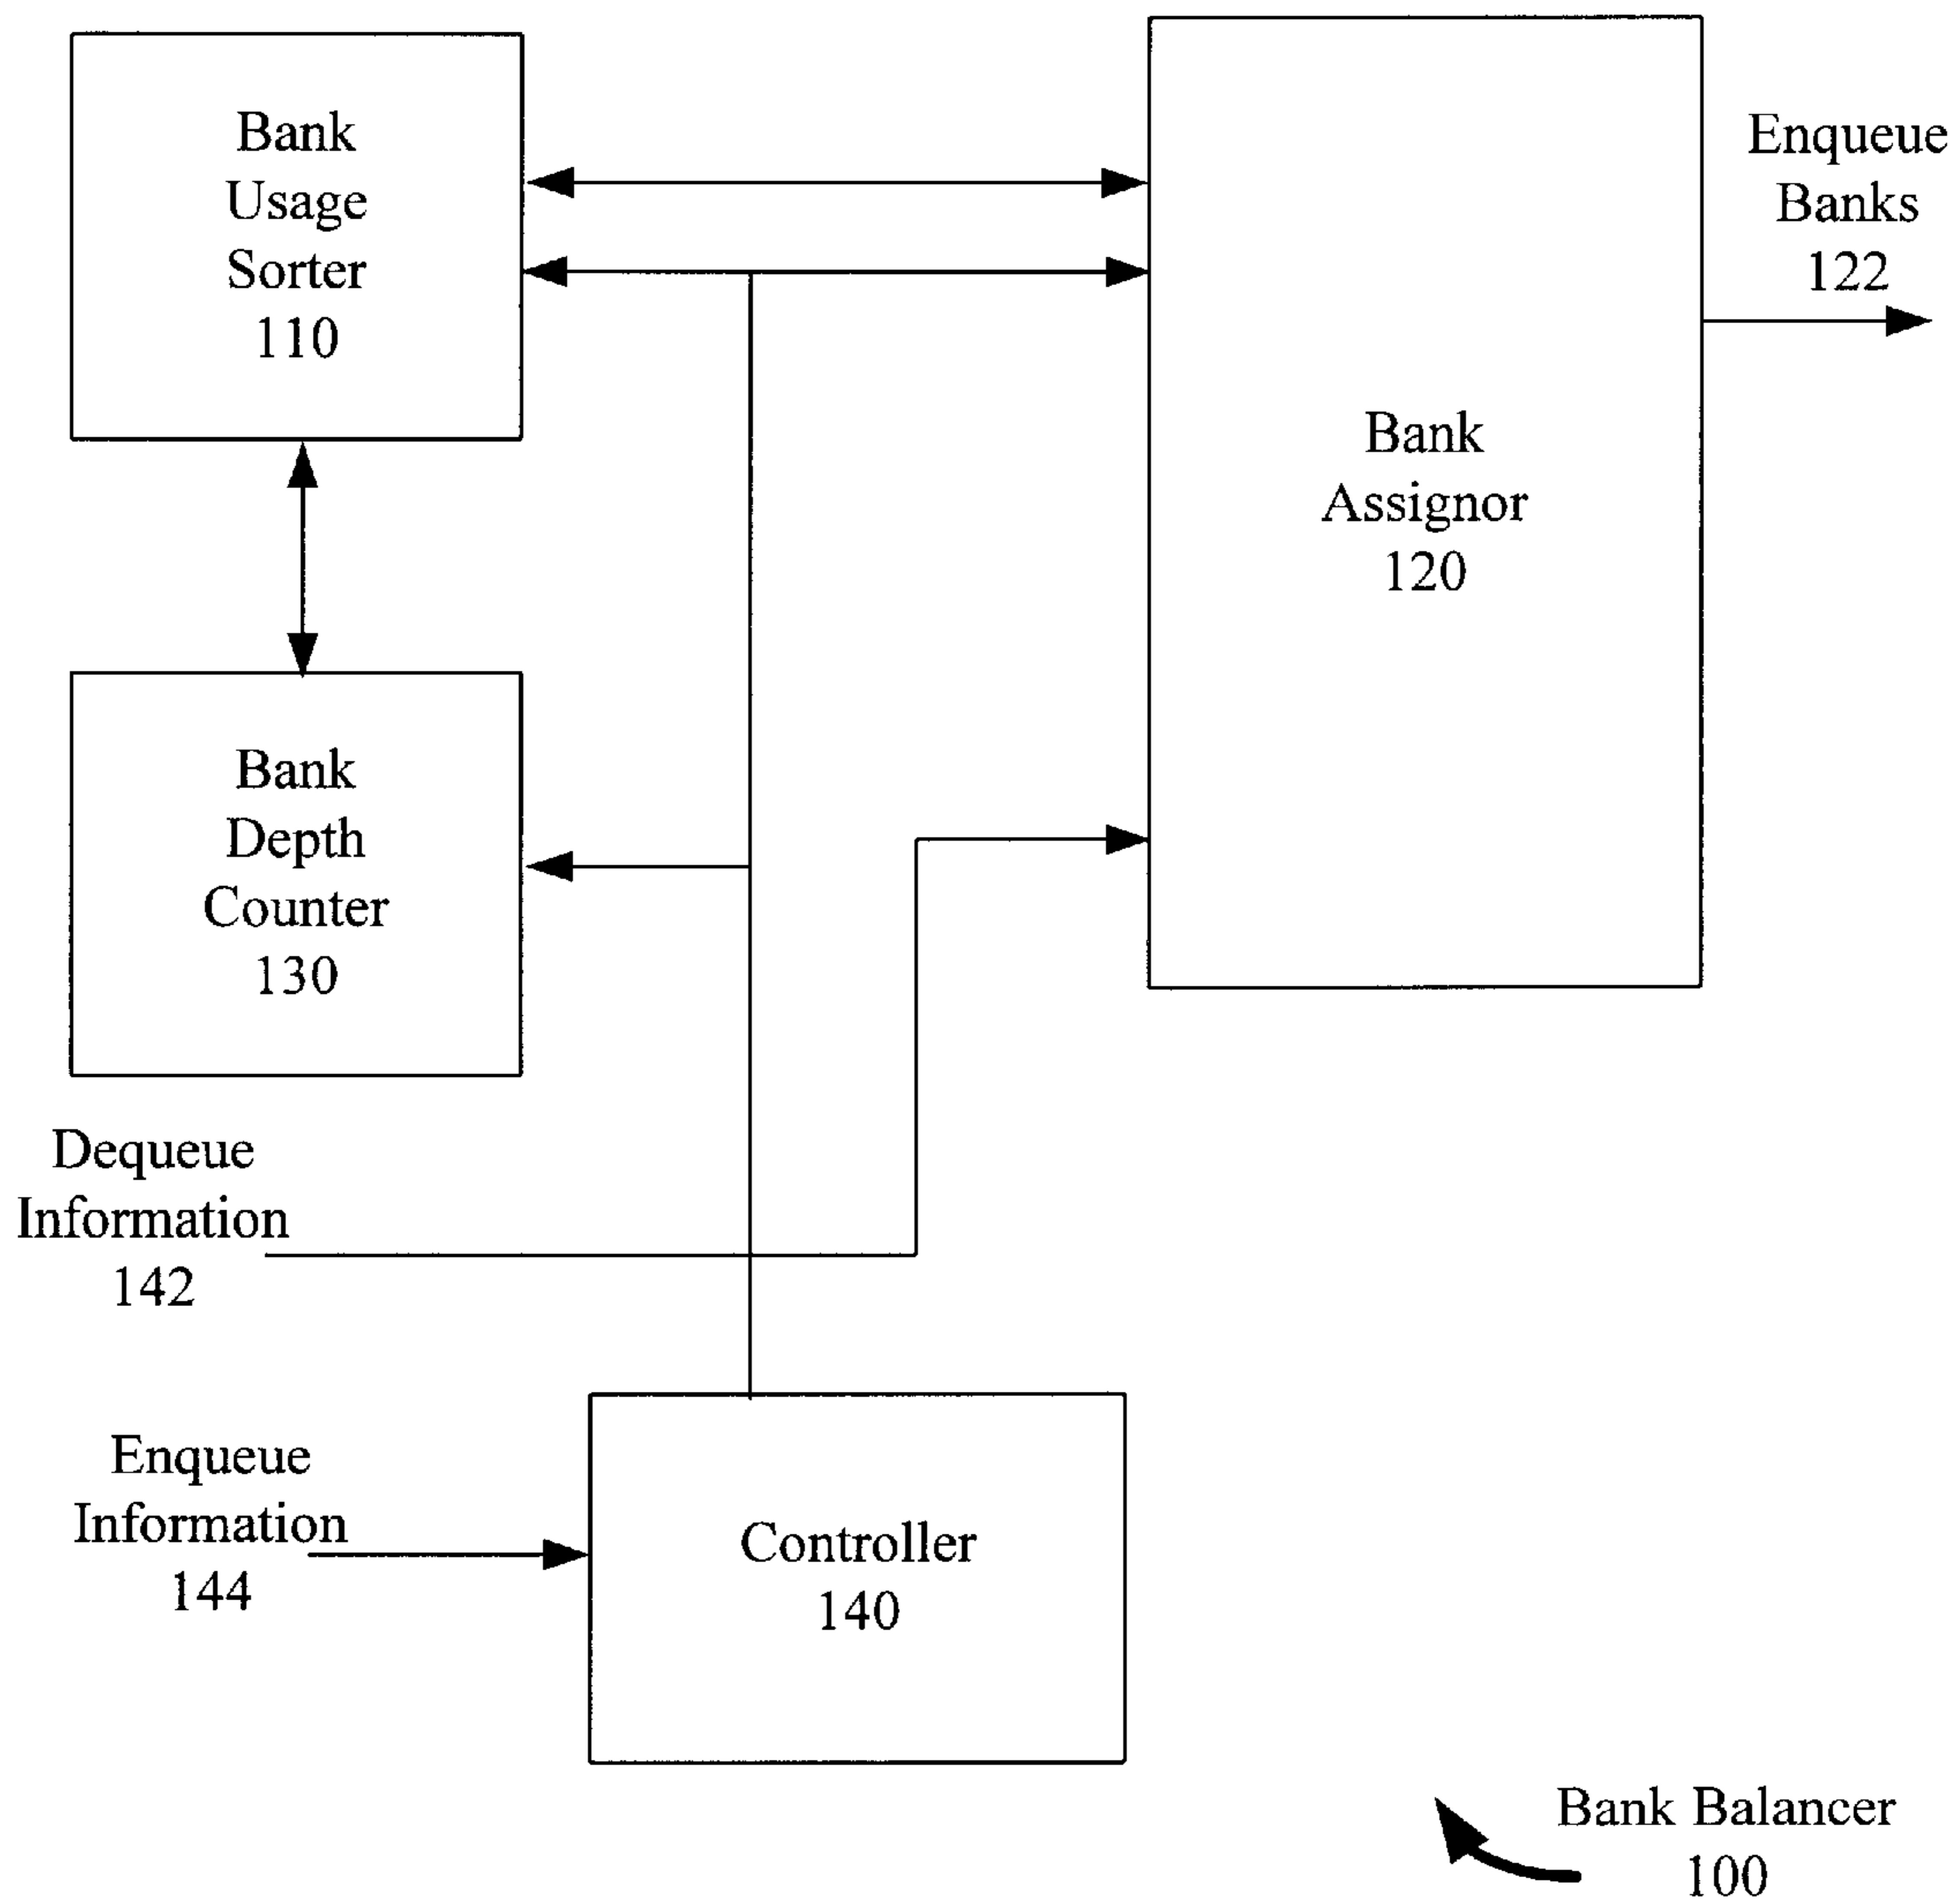 Bank
Usage
Sorter
110
Enqueue
Banks
122
Bank
Assignor
120
Bank
Depth
Counter
130
Dequeue
Information
142
Enqueue
Information
144
Controller
140
Bank Balancer
100